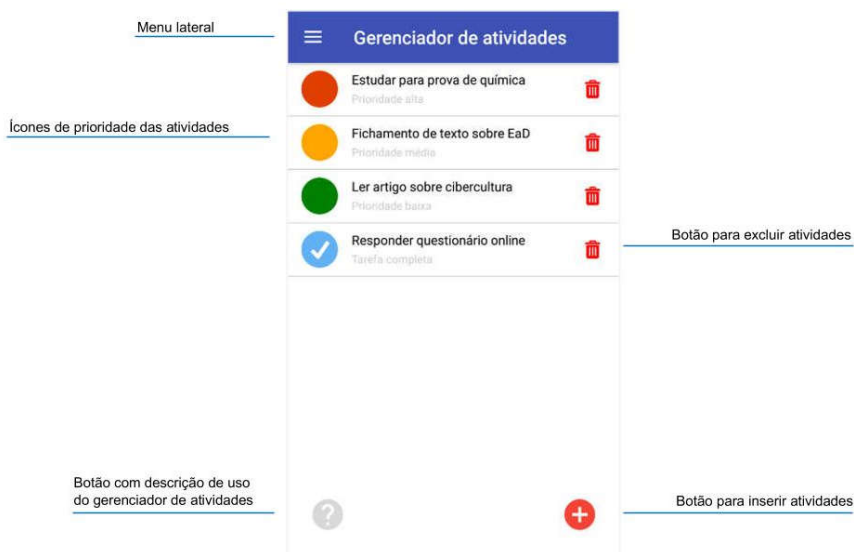 Menu lateral
Gerenciador de atividades
Estudar para prova de química
Prioridade alta
Ícones de prioridade das atividades
Fichamento de texto sobre EaD
Prioridade média
Ler artigo sobre cibercultura
Prioridade baixa
Responder questionário online
Tarefa completa
Botão para excluir atividades
Botão com descrição de uso
do gerenciador de atividades
?
+
Botão para inserir atividades